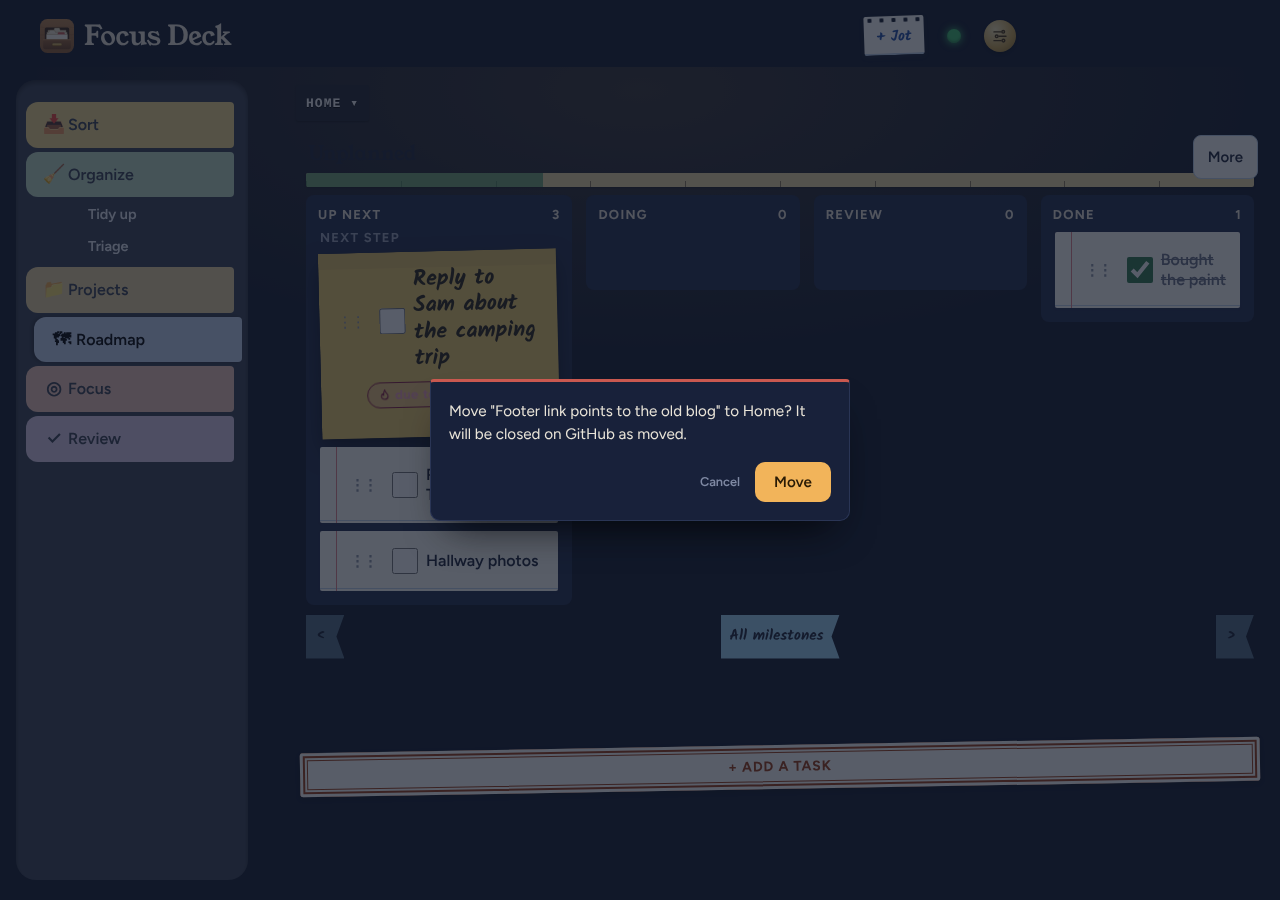 Focus Deck
+ Jot
Sort
Organize
Tidy up
Triage
Projects
Roadmap
Focus
Review
HOME ▾
More
UP NEXT 3
NEXT STEP
Reply to
Sam about
the camping
trip
Hallway photos
DOING 0
REVIEW 0
DONE 1
Bought
the paint
Move "Footer link points to the old blog" to Home? It
will be closed on GitHub as moved.
Cancel
Move
<
All milestones
>
+ ADD A TASK